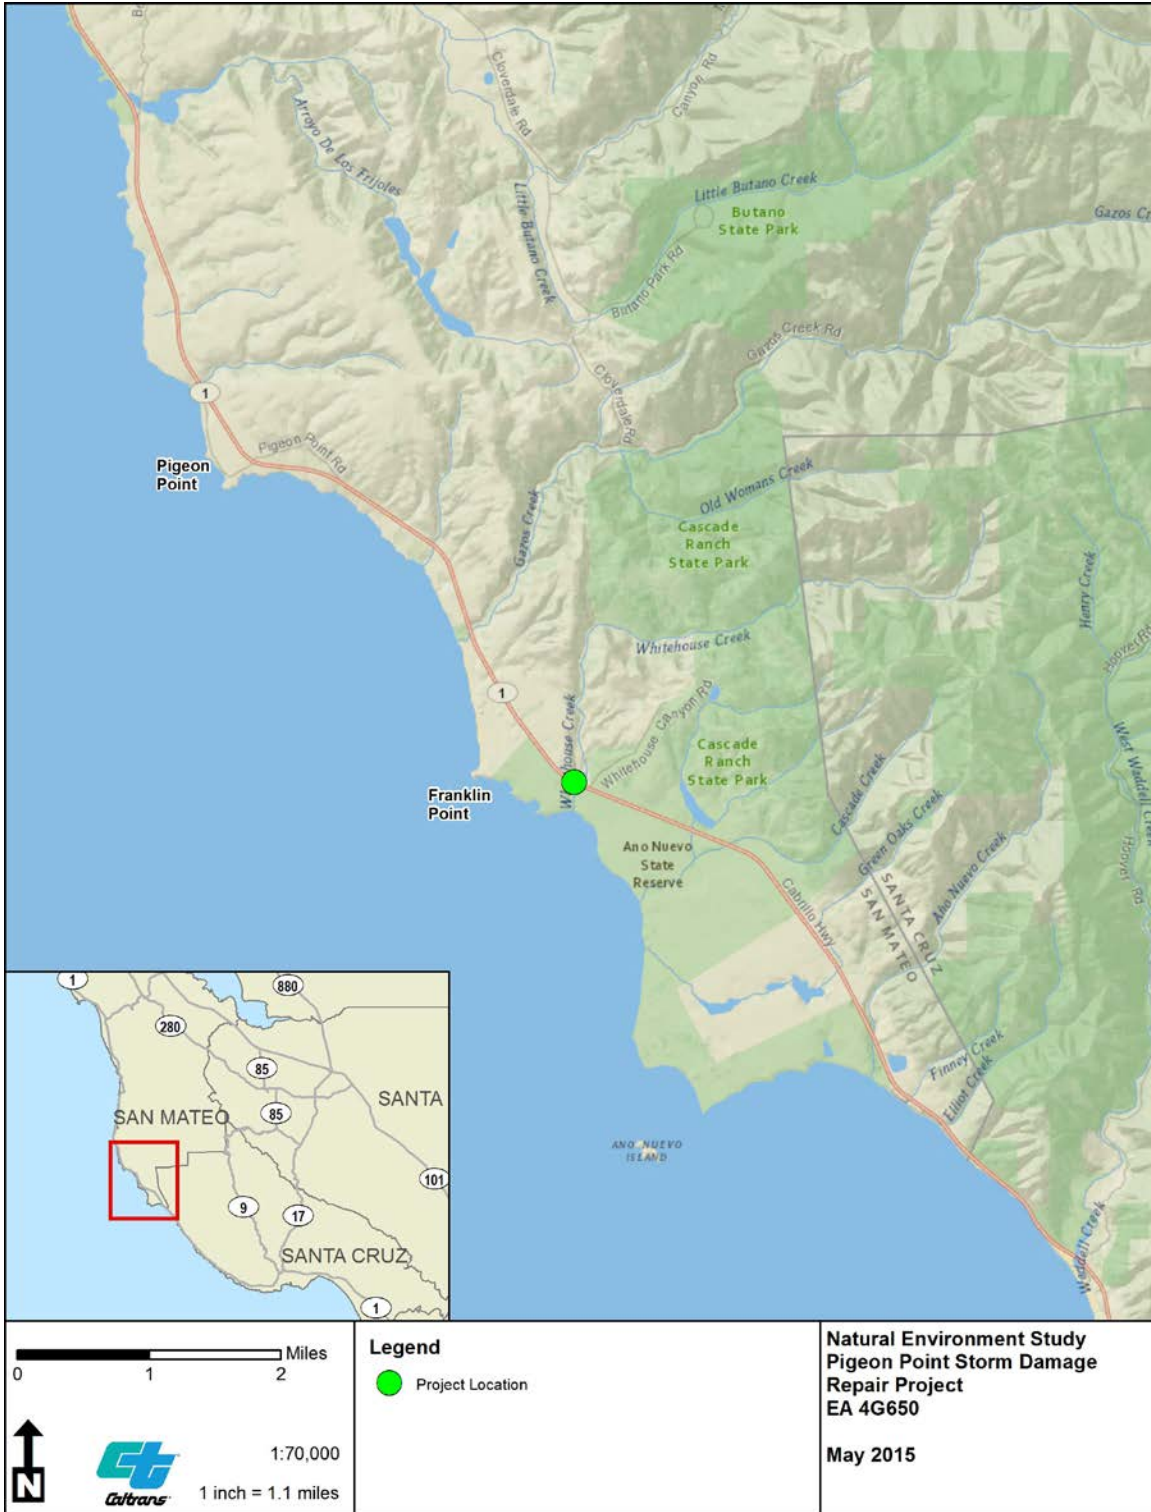 Cloverdale Rd
Canyon Rd
Arroyo De Los Frijoles
Little Butano Creek
Little Butano Creek
Butano
State Park
Gazos Cr
Butano Park Rd
Gazos Creek Rd
Cloverdale Rd
1
Pigeon Point Rd
Pigeon
Point
Old Womans Creek
Gazos Creek
Cascade
Ranch
State Park
Henry Creek
Whitehouse Creek
Hoover Rd
1
Whitehouse Creek
Whitehouse Canyon Rd
Cascade
Ranch
State Park
West Waddell Creek
Franklin
Point
Cascade Creek
Green Oaks Creek
Ano Nuevo
State
Reserve
Ano Nuevo Creek
Rd
Cabrillo Hwy
SANTA CRUZ
SAN MATEO
Finney Creek
Elliot Creek
ANO NUEVO
ISLAND
Waddell Creek
1
880
280
85
85
SANTA
SAN MATEO
101
9
17
SANTA CRUZ
1
Miles
0 1 2
N
Caltrans
1:70,000
1 inch = 1.1 miles
Legend
Project Location
Natural Environment Study
Pigeon Point Storm Damage
Repair Project
EA 4G650
May 2015